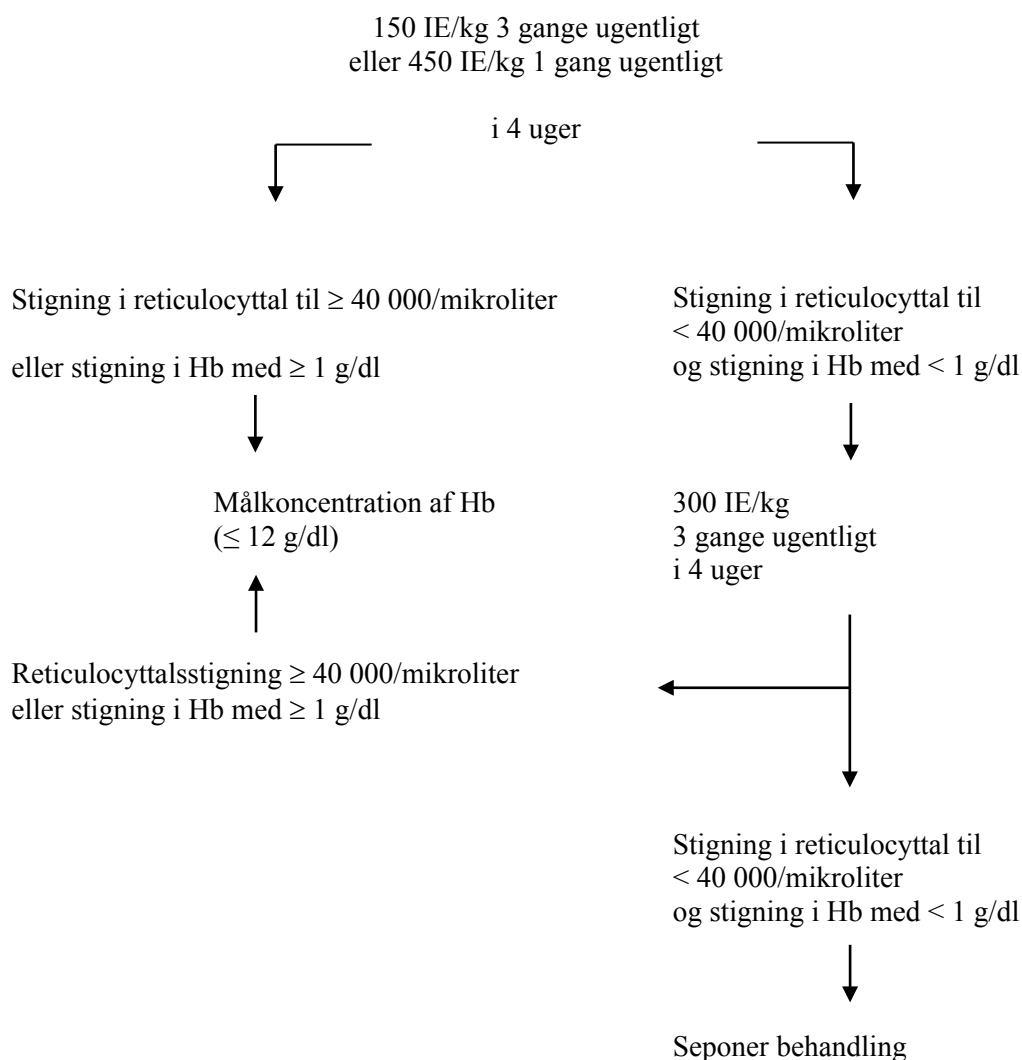 150 IE/kg 3 gange ugentligt
eller 450 IE/kg 1 gang ugentligt
i 4 uger
Stigning i reticulocyttal til ≥ 40 000/mikroliter
eller stigning i Hb med ≥ 1 g/dl
Stigning i reticulocyttal til
< 40 000/mikroliter
og stigning i Hb med < 1 g/dl
Målkoncentration af Hb
(≤ 12 g/dl)
300 IE/kg
3 gange ugentligt
i 4 uger
Reticulocyttalsstigning ≥ 40 000/mikroliter
eller stigning i Hb med ≥ 1 g/dl
Stigning i reticulocyttal til
< 40 000/mikroliter
og stigning i Hb med < 1 g/dl
Seponer behandling